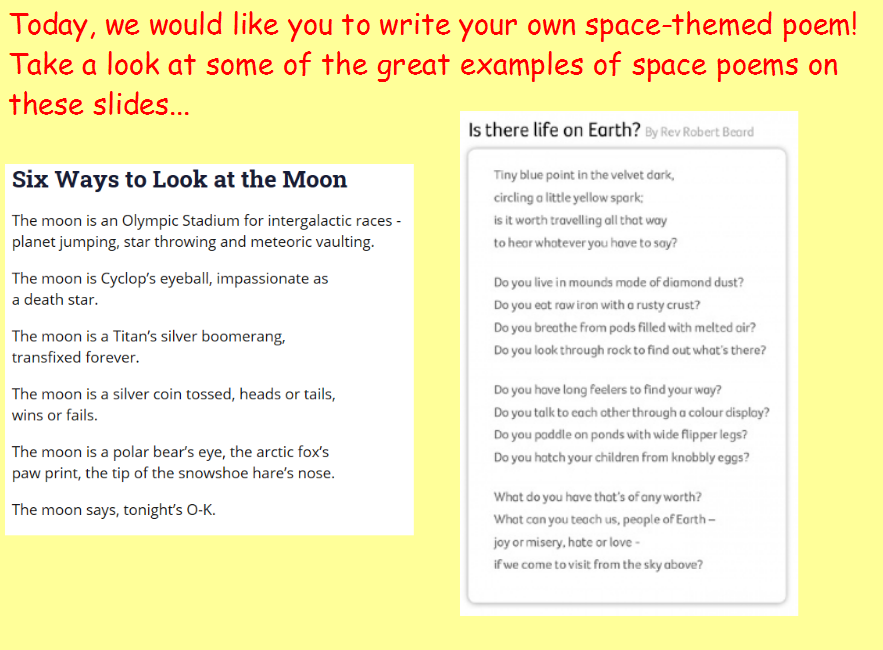 Today, we would like you to write your own space-themed poem!
Take a look at some of the great examples of space poems on
these slides...
Six Ways to Look at the Moon
The moon is an Olympic Stadium for intergalactic races -
planet jumping, star throwing and meteoric vaulting.
The moon is Cyclop's eyeball, impassionate as
a death star.
The moon is a Titan's silver boomerang,
transfixed forever.
The moon is a silver coin tossed, heads or tails,
wins or fails.
The moon is a polar bear's eye, the arctic fox's
paw print, the tip of the snowshoe hare's nose.
The moon says, tonight's O-K.
Is there life on Earth? By Rev Robert Beard
Tiny blue point in the velvet dark,
circling a little yellow spark;
is it worth travelling all that way
to hear whatever you have to say?
Do you live in mounds made of diamond dust?
Do you eat raw iron with a rusty crust?
Do you breathe from pods filled with melted air?
Do you look through rock to find out what's there?
Do you have long feelers to find your way?
Do you talk to each other through a colour display?
Do you paddle on ponds with wide flipper legs?
Do you hatch your children from knobbly eggs?
What do you have that's of any worth?
What can you teach us, people of Earth –
joy or misery, hate or love -
if we come to visit from the sky above?